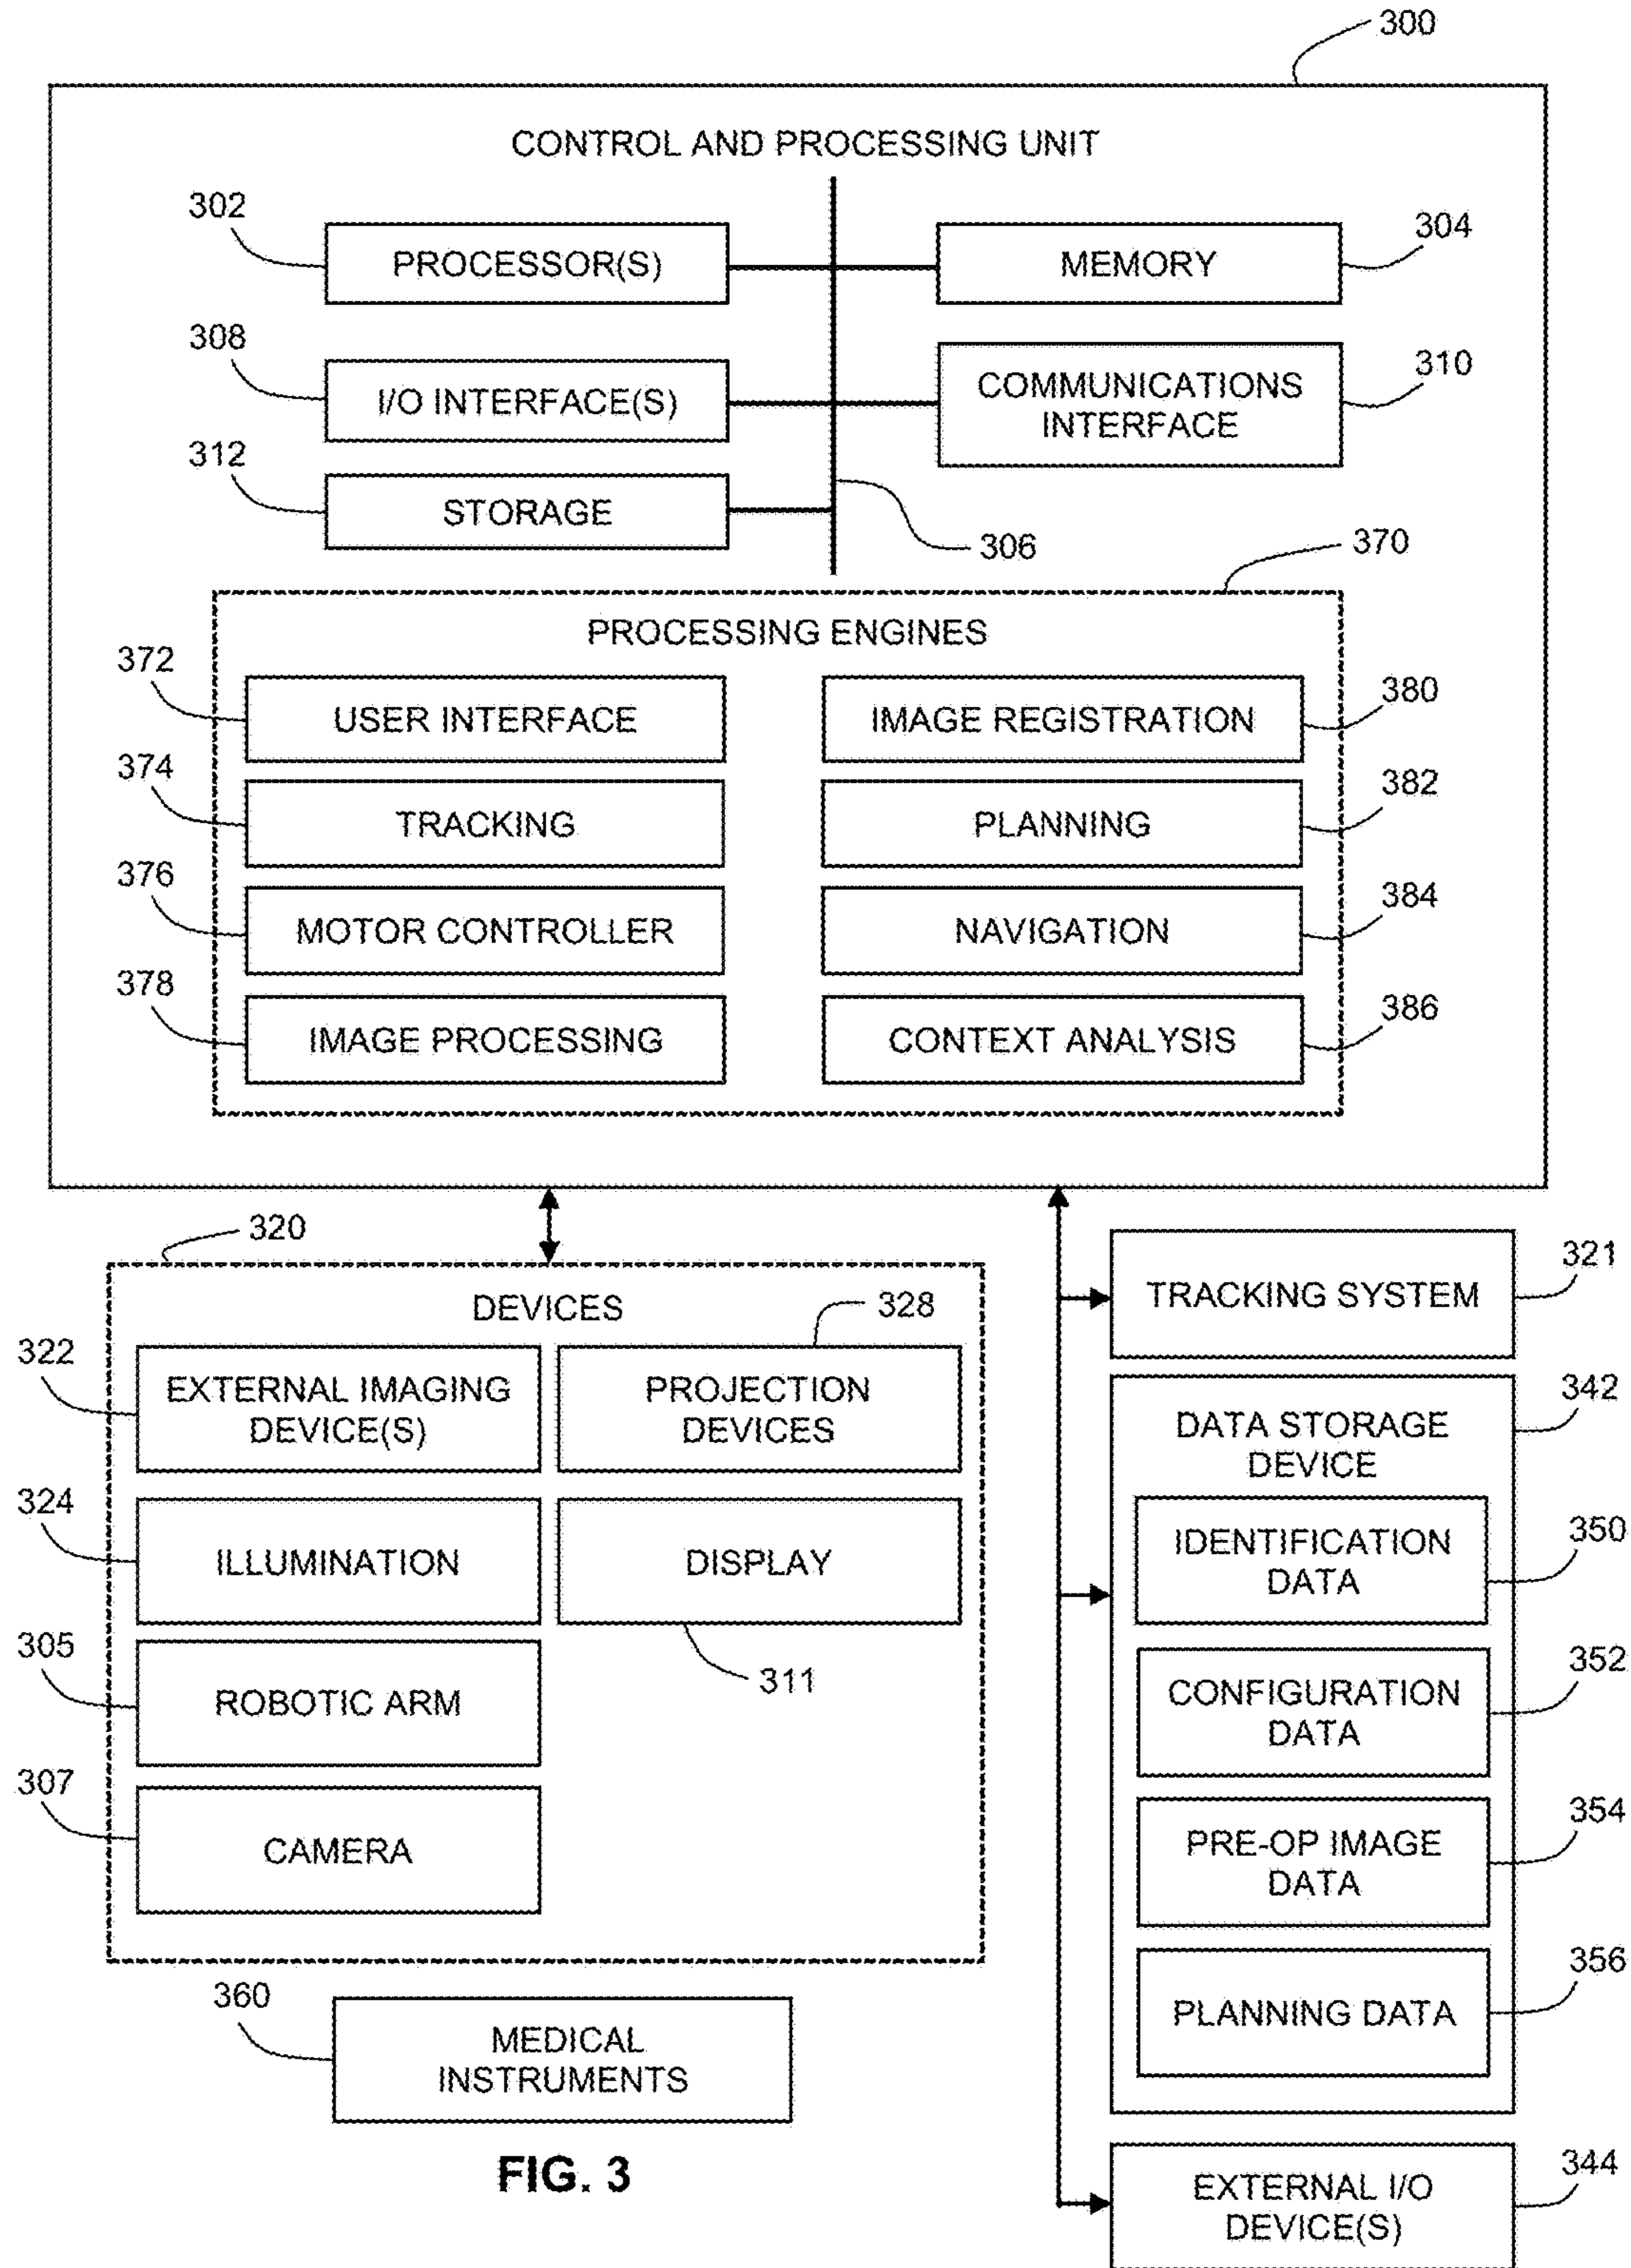 300
CONTROL AND PROCESSING UNIT
302
PROCESSOR(S)
MEMORY
304
308
I/O INTERFACE(S)
COMMUNICATIONS
INTERFACE
310
312
STORAGE
306
370
PROCESSING ENGINES
372
USER INTERFACE
IMAGE REGISTRATION
380
374
TRACKING
PLANNING
382
376
MOTOR CONTROLLER
NAVIGATION
384
378
IMAGE PROCESSING
CONTEXT ANALYSIS
386
320
DEVICES
322
EXTERNAL IMAGING
DEVICE(S)
328
PROJECTION
DEVICES
324
ILLUMINATION
DISPLAY
311
305
ROBOTIC ARM
307
CAMERA
360
MEDICAL
INSTRUMENTS
321
TRACKING SYSTEM
342
DATA STORAGE
DEVICE
350
IDENTIFICATION
DATA
352
CONFIGURATION
DATA
354
PRE-OP IMAGE
DATA
356
PLANNING DATA
344
EXTERNAL I/O
DEVICE(S)
FIG. 3